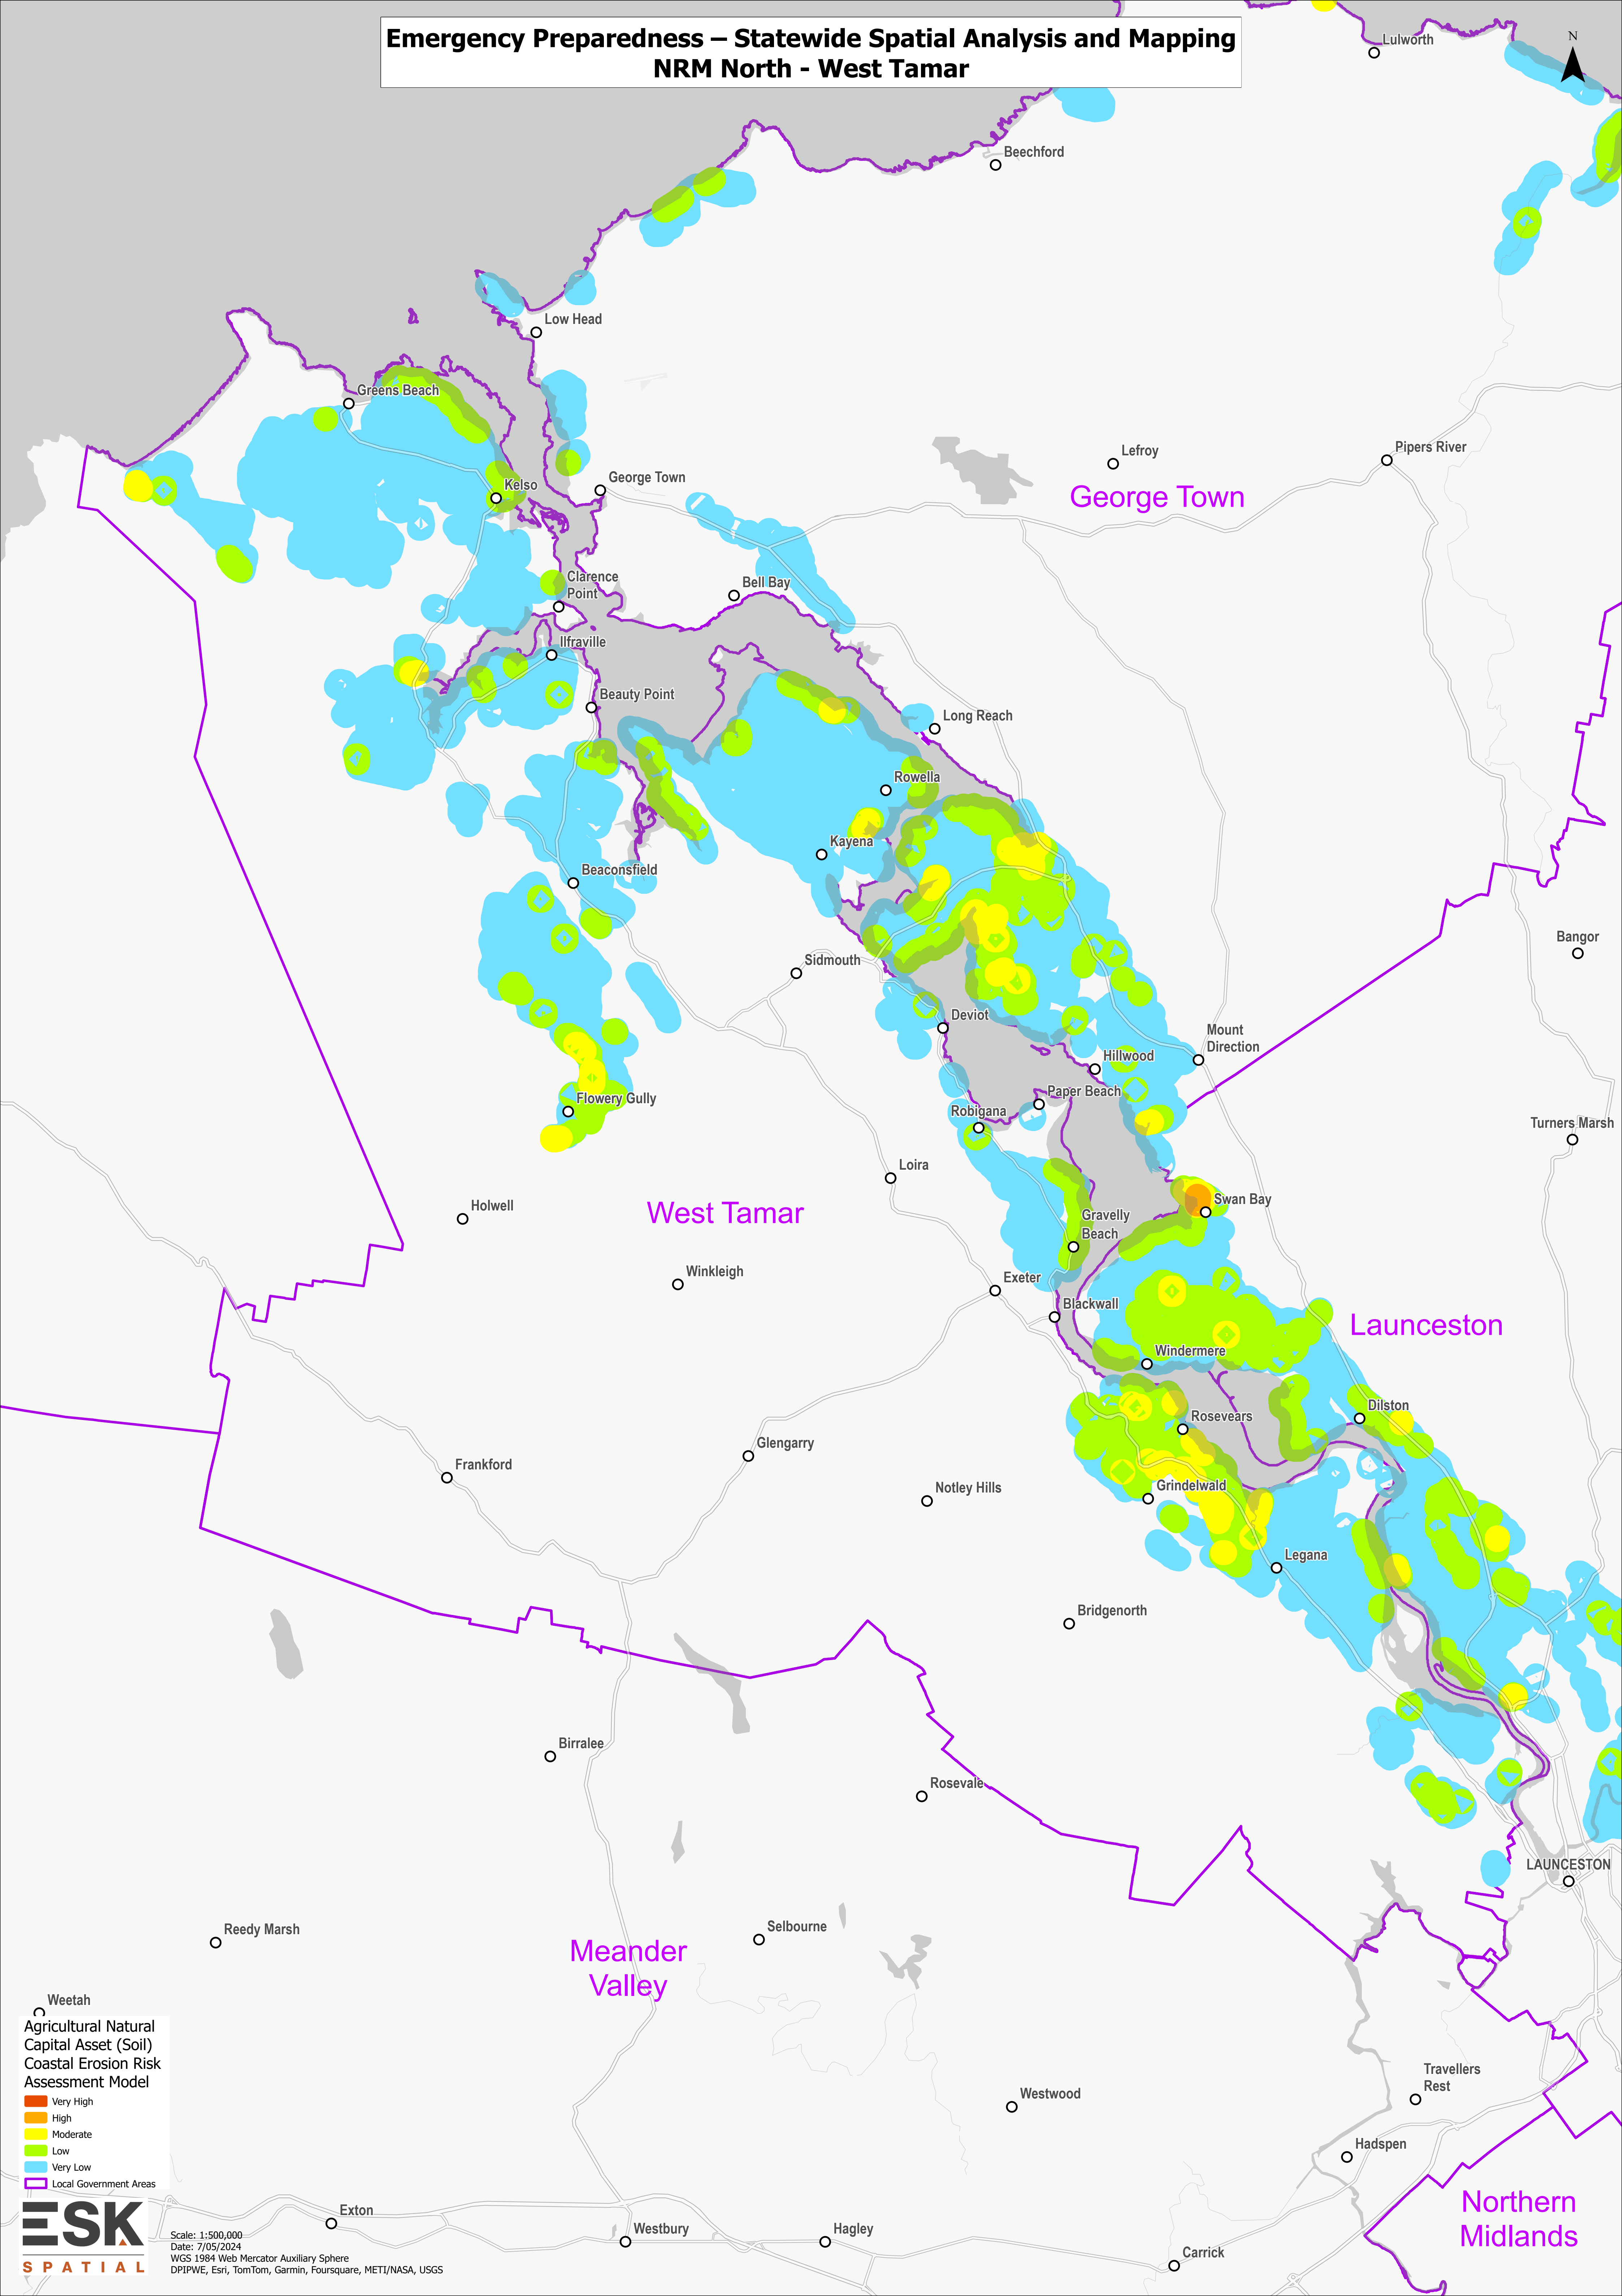 Emergency Preparedness – Statewide Spatial Analysis and Mapping
NRM North - West Tamar
N
Lulworth
Beechford
Low Head
Greens Beach
Lefroy
Pipers River
Kelso
George Town
George Town
Clarence
Point
Bell Bay
Ilfraville
Beauty Point
Long Reach
Rowella
Kayena
Beaconsfield
Bangor
Sidmouth
Deviot
Mount
Direction
Hillwood
Flowery Gully
Paper Beach
Robigana
Turners Marsh
Loira
Holwell
West Tamar
Swan Bay
Gravelly
Beach
Winkleigh
Exeter
Blackwall
Launceston
Windermere
Dilston
Rosevears
Glengarry
Frankford
Notley Hills
Grindelwald
Legana
Bridgenorth
Birralee
Rosevale
LAUNCESTON
Reedy Marsh
Selbourne
Meander
Valley
Weetah
Agricultural Natural
Capital Asset (Soil)
Coastal Erosion Risk
Assessment Model
Very High
High
Moderate
Low
Very Low
Local Government Areas
Travellers
Rest
Westwood
Hadspen
Northern
Midlands
Exton
Westbury
Hagley
Carrick
ESK
SPATIAL
Scale: 1:500,000
Date: 7/05/2024
WGS 1984 Web Mercator Auxiliary Sphere
DPIPWE, Esri, TomTom, Garmin, Foursquare, METI/NASA, USGS